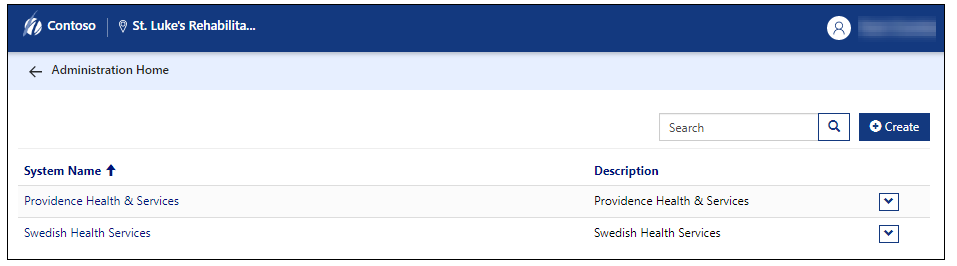 Contoso St. Luke's Rehabilita...
Administration Home
Search Create
System Name Description
Providence Health & Services Providence Health & Services
Swedish Health Services Swedish Health Services